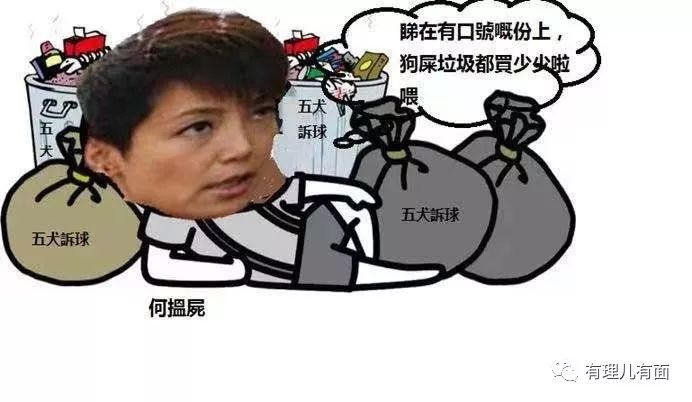 睇在有口號嘅份上，
狗屎垃圾都買少少啦
喂
五犬
五犬
訴球
五犬訴球
五犬訴球
何搵屍
有理儿有面